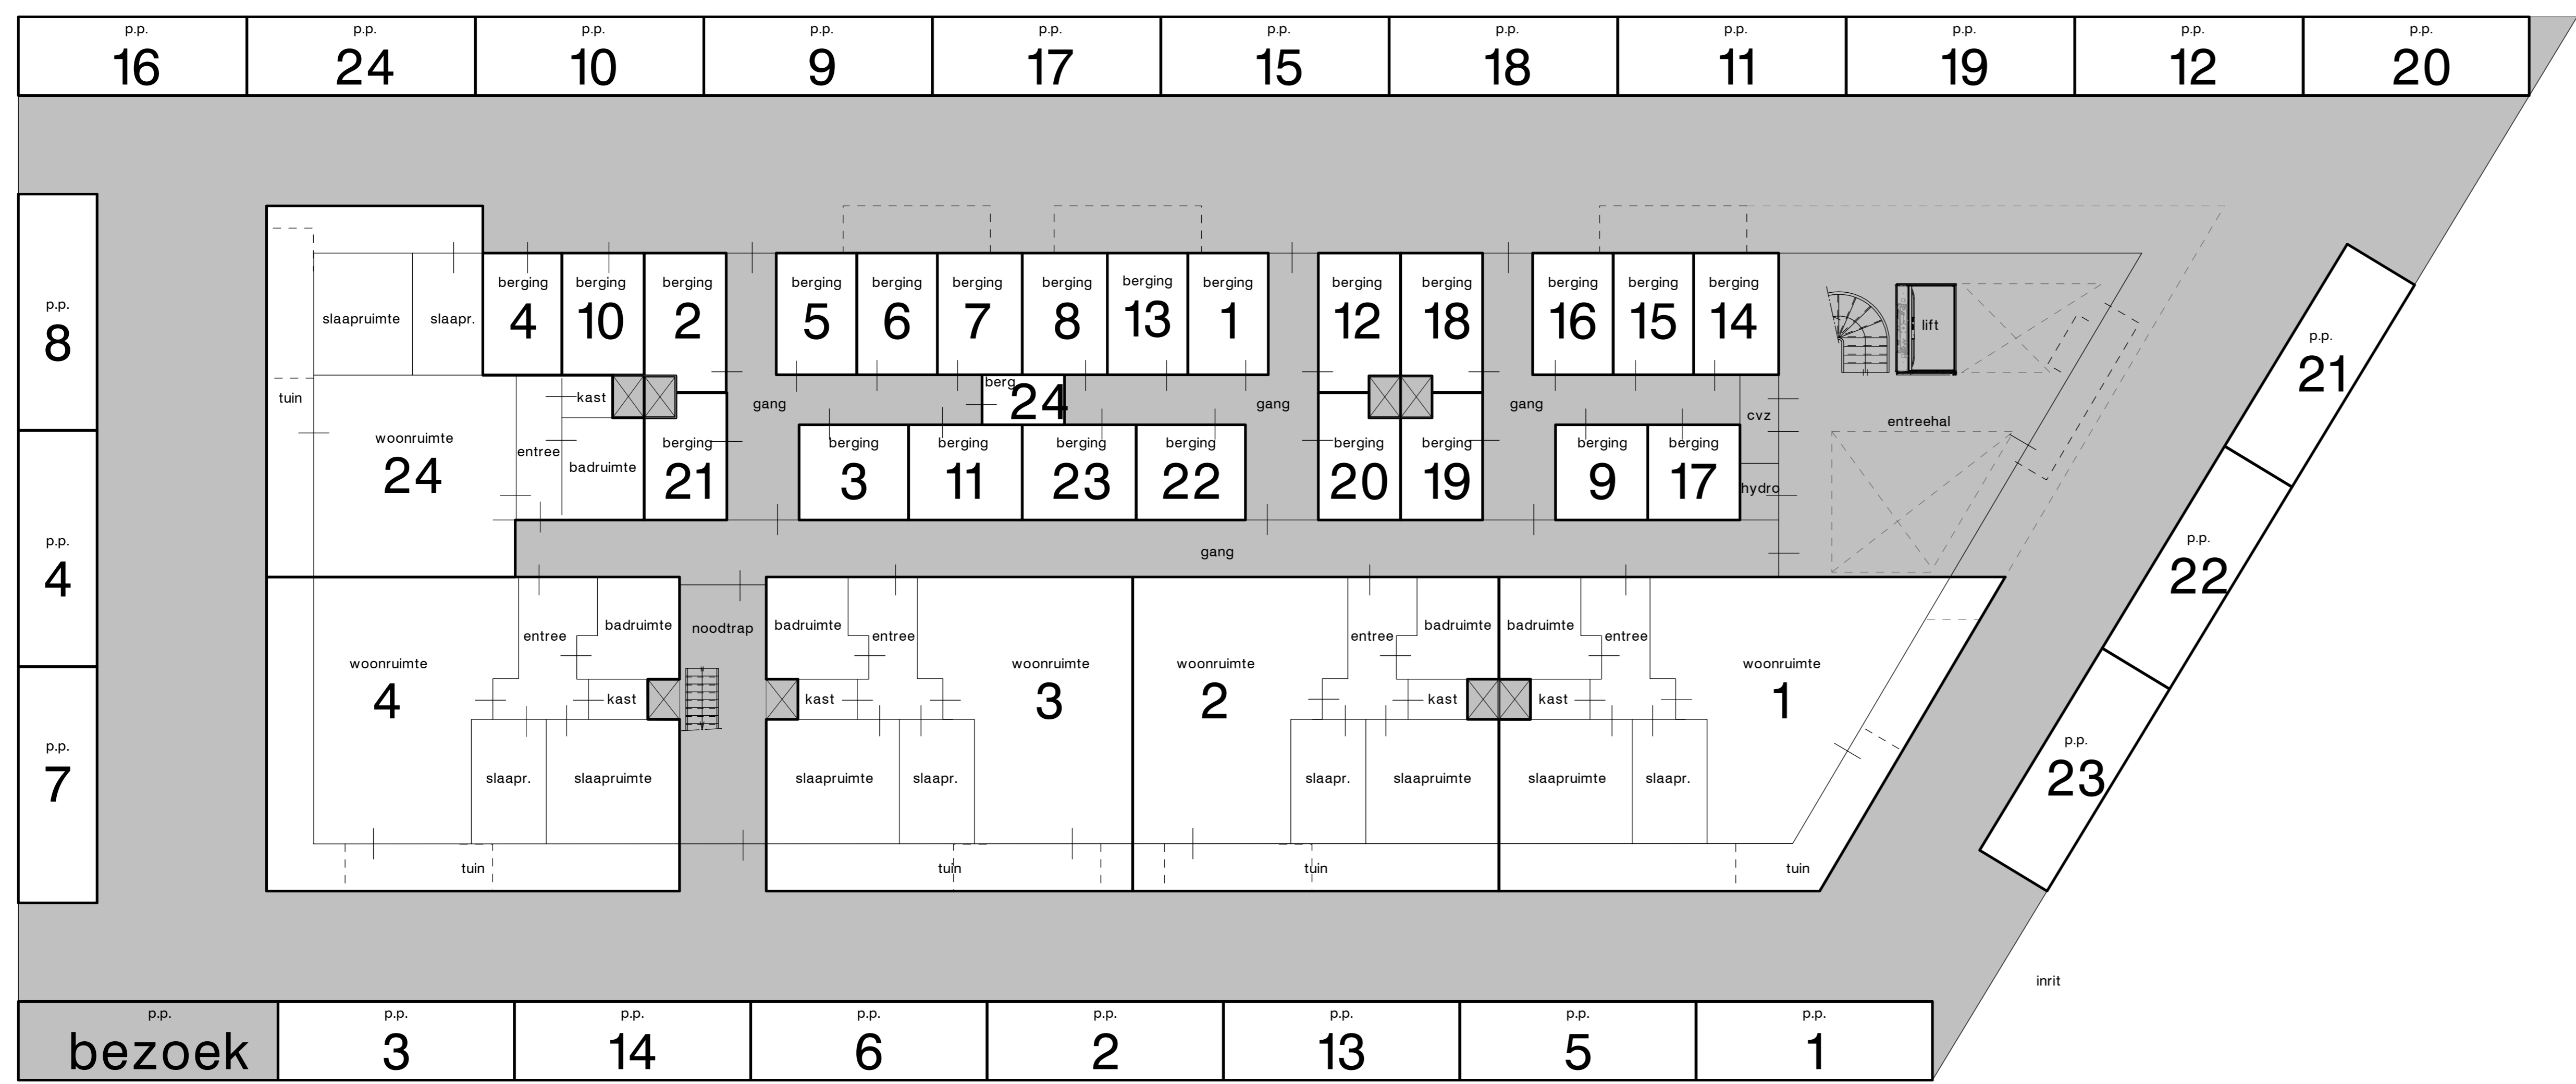 p.p. p.p. p.p. p.p. p.p. p.p. p.p. p.p. p.p. p.p. p.p.
16 24 10 9 17 15 18 11 19 12 20
p.p.
8
p.p.
4
p.p.
7
slaapruimte slaapr.
berging berging berging berging berging berging berging berging berging berging berging berging berging berging
4 10 2 5 6 7 8 13 1 12 18 16 15 14
lift
p.p.
21
tuin kast gang berg. gang gang cvz
24
entreehal
woonruimte
24
entree badruimte
berging berging berging berging berging berging berging berging berging
21 3 11 23 22 20 19 9 17
hydro
gang
p.p.
22
woonruimte
4
entree badruimte
kast
slaapr. slaapruimte
tuin
noodtrap
badruimte entree
woonruimte
3
kast
slaapruimte slaapr.
tuin
woonruimte
2
entree badruimte
kast
slaapr. slaapruimte
tuin
badruimte entree
woonruimte
1
kast
slaapruimte slaapr.
tuin
p.p.
23
inrit
p.p. p.p. p.p. p.p. p.p. p.p. p.p. p.p.
bezoek 3 14 6 2 13 5 1